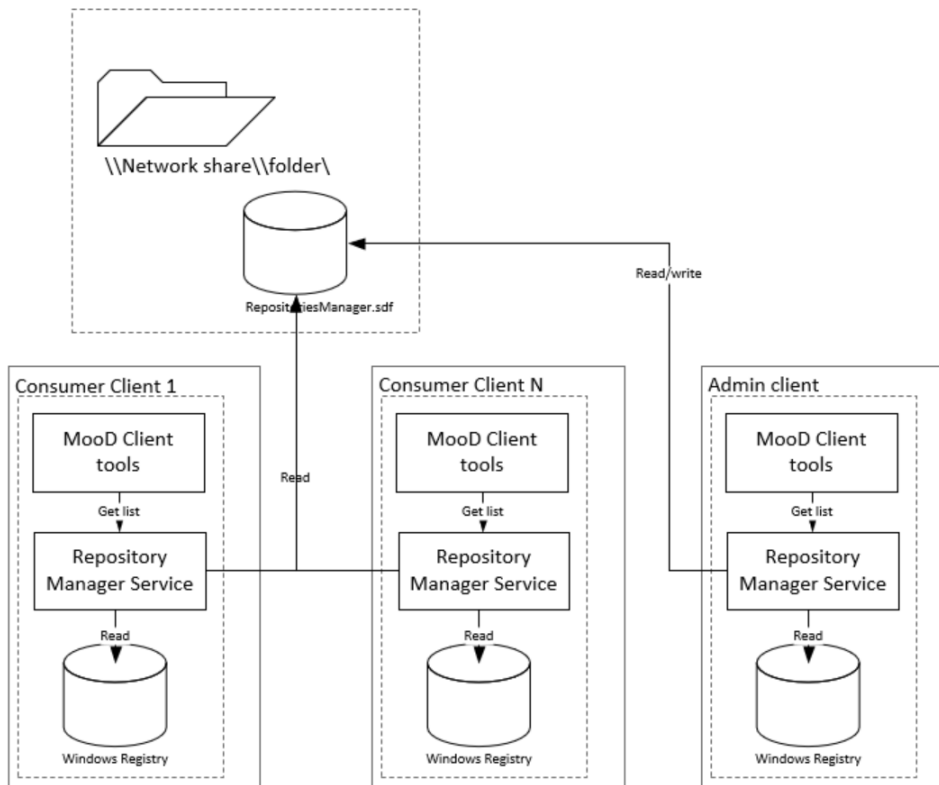 \\Network share\\folder\
RepositoriesManager.sdf
Read/write
Consumer Client 1
MooD Client
tools
Get list
Repository
Manager Service
Read
Windows Registry
Read
Consumer Client N
MooD Client
tools
Get list
Repository
Manager Service
Read
Windows Registry
Admin client
MooD Client
tools
Get list
Repository
Manager Service
Read
Windows Registry